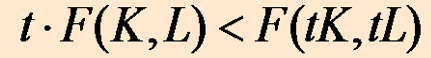 t · F(K, L) < F(tK, tL)